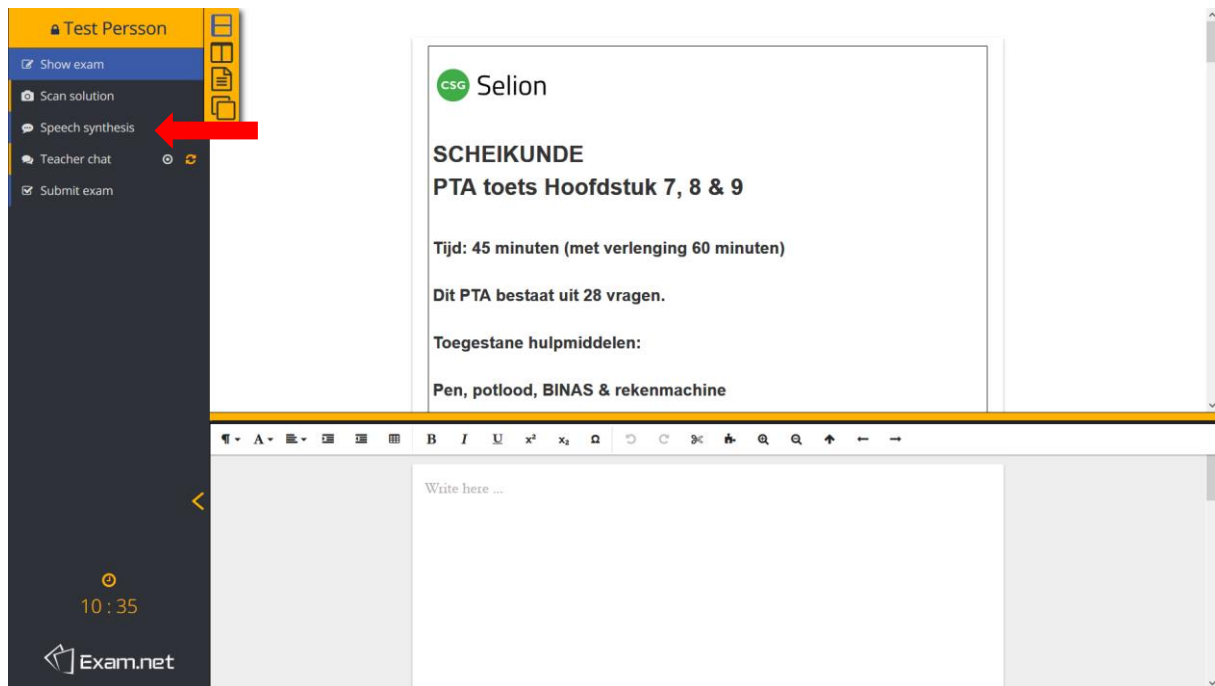 Test Persson
Show exam
Scan solution
Speech synthesis
Teacher chat
Submit exam
10 : 35
Exam.net
CSG Selion
SCHEIKUNDE
PTA toets Hoofdstuk 7, 8 & 9
Tijd: 45 minuten (met verlenging 60 minuten)
Dit PTA bestaat uit 28 vragen.
Toegestane hulpmiddelen:
Pen, potlood, BINAS & rekenmachine
¶ A B I U x² x₂ Ω
Write here ...